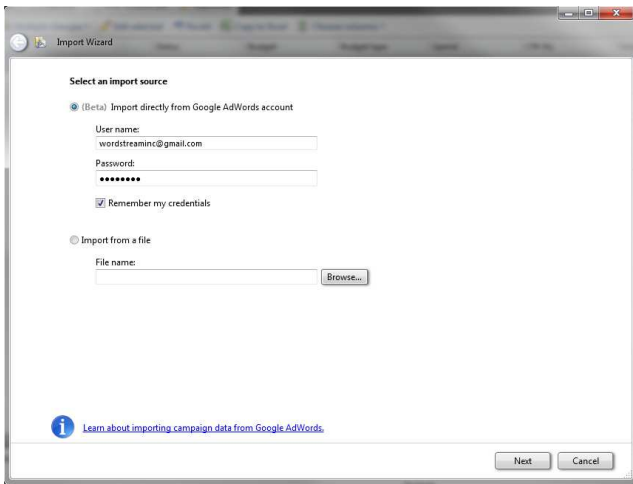 Import Wizard
Select an import source
(Beta) Import directly from Google AdWords account
User name:
wordstreaminc@gmail.com
Password:
●●●●●●●●
Remember my credentials
Import from a file
File name:
Browse...
Learn about importing campaign data from Google AdWords.
Next Cancel